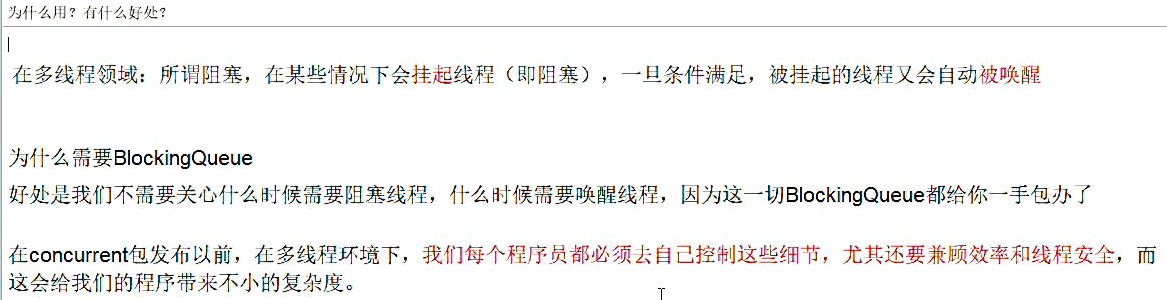 为什么用？有什么好处？
在多线程领域：所谓阻塞，在某些情况下会挂起线程（即阻塞），一旦条件满足，被挂起的线程又会自动被唤醒
为什么需要BlockingQueue
好处是我们不需要关心什么时候需要阻塞线程，什么时候需要唤醒线程，因为这一切BlockingQueue都给你一手包办了
在concurrent包发布以前，在多线程环境下，我们每个程序员都必须去自己控制这些细节，尤其还要兼顾效率和线程安全，而
这会给我们的程序带来不小的复杂度。